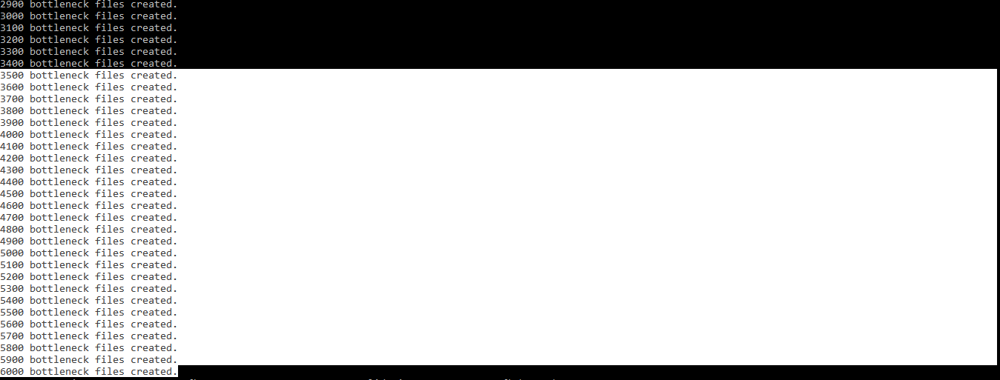 2900 bottleneck files created.
3000 bottleneck files created.
3100 bottleneck files created.
3200 bottleneck files created.
3300 bottleneck files created.
3400 bottleneck files created.
3500 bottleneck files created.
3600 bottleneck files created.
3700 bottleneck files created.
3800 bottleneck files created.
3900 bottleneck files created.
4000 bottleneck files created.
4100 bottleneck files created.
4200 bottleneck files created.
4300 bottleneck files created.
4400 bottleneck files created.
4500 bottleneck files created.
4600 bottleneck files created.
4700 bottleneck files created.
4800 bottleneck files created.
4900 bottleneck files created.
5000 bottleneck files created.
5100 bottleneck files created.
5200 bottleneck files created.
5300 bottleneck files created.
5400 bottleneck files created.
5500 bottleneck files created.
5600 bottleneck files created.
5700 bottleneck files created.
5800 bottleneck files created.
5900 bottleneck files created.
6000 bottleneck files created.